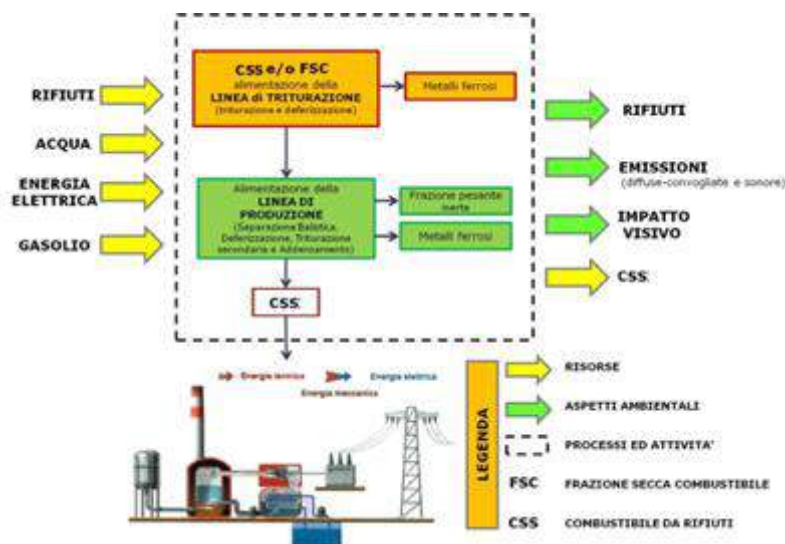 RIFIUTI
ACQUA
ENERGIA
ELETTRICA
GASOLIO
CSS e/o FSC
alimentazione della
LINEA di TRITURAZIONE
(triturazione e deferizzazione)
Metalli ferrosi
Alimentazione della
LINEA DI
PRODUZIONE
(Separazione Balistica,
Deferizzazione, Triturazione
secondaria e Addensamento)
Frazione pesante
inerte
Metalli ferrosi
CSS
RIFIUTI
EMISSIONI
(diffuse-convogliate e sonore)
IMPATTO
VISIVO
CSS
Energia termica
Energia elettrica
Energia meccanica
LEGENDA
RISORSE
ASPETTI AMBIENTALI
PROCESSI ED ATTIVITA'
FSC FRAZIONE SECCA COMBUSTIBILE
CSS COMBUSTIBILE DA RIFIUTI